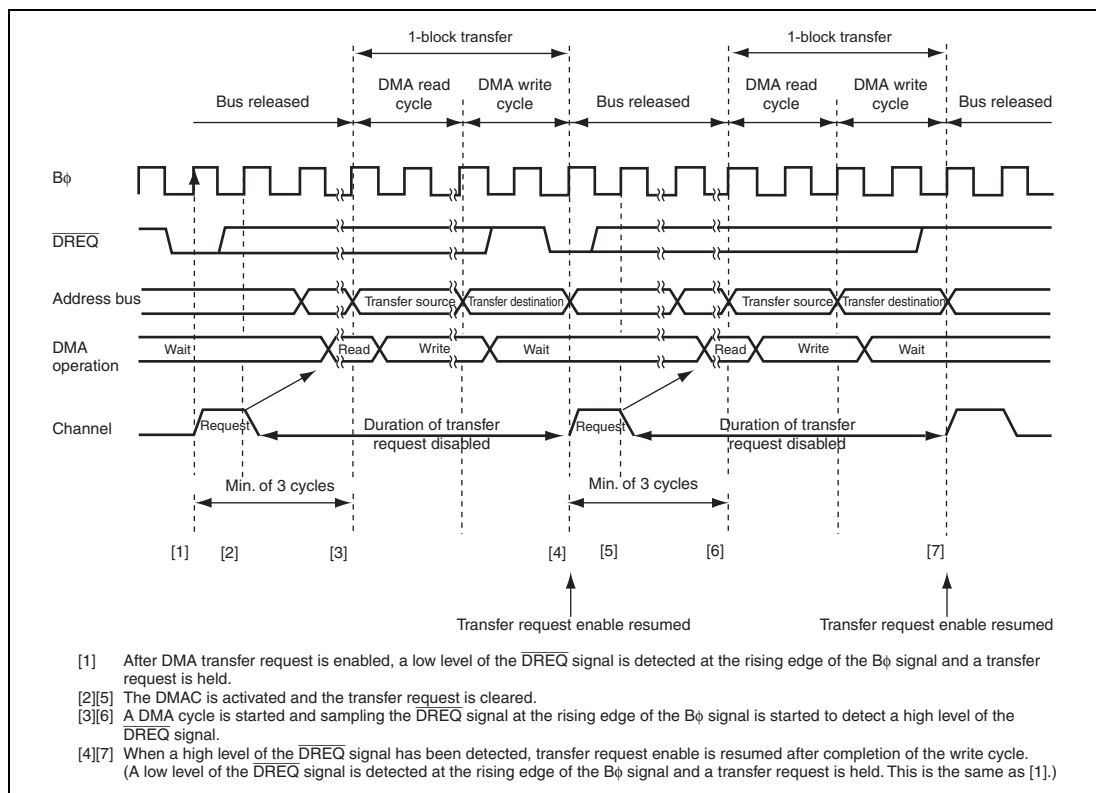 1-block transfer 1-block transfer
Bus released DMA read cycle DMA write cycle Bus released DMA read cycle DMA write cycle Bus released
Bϕ
DREQ
Address bus Transfer source Transfer destination Transfer source Transfer destination
DMA operation Wait Read Write Wait Read Write Wait
Channel Request Duration of transfer request disabled Request Duration of transfer request disabled
Min. of 3 cycles Min. of 3 cycles
[1] [2] [3] [4] [5] [6] [7]
Transfer request enable resumed Transfer request enable resumed
[1] After DMA transfer request is enabled, a low level of the DREQ signal is detected at the rising edge of the Bϕ signal and a transfer
request is held.
[2][5] The DMAC is activated and the transfer request is cleared.
[3][6] A DMA cycle is started and sampling the DREQ signal at the rising edge of the Bϕ signal is started to detect a high level of the
DREQ signal.
[4][7] When a high level of the DREQ signal has been detected, transfer request enable is resumed after completion of the write cycle.
(A low level of the DREQ signal is detected at the rising edge of the Bϕ signal and a transfer request is held. This is the same as [1].)